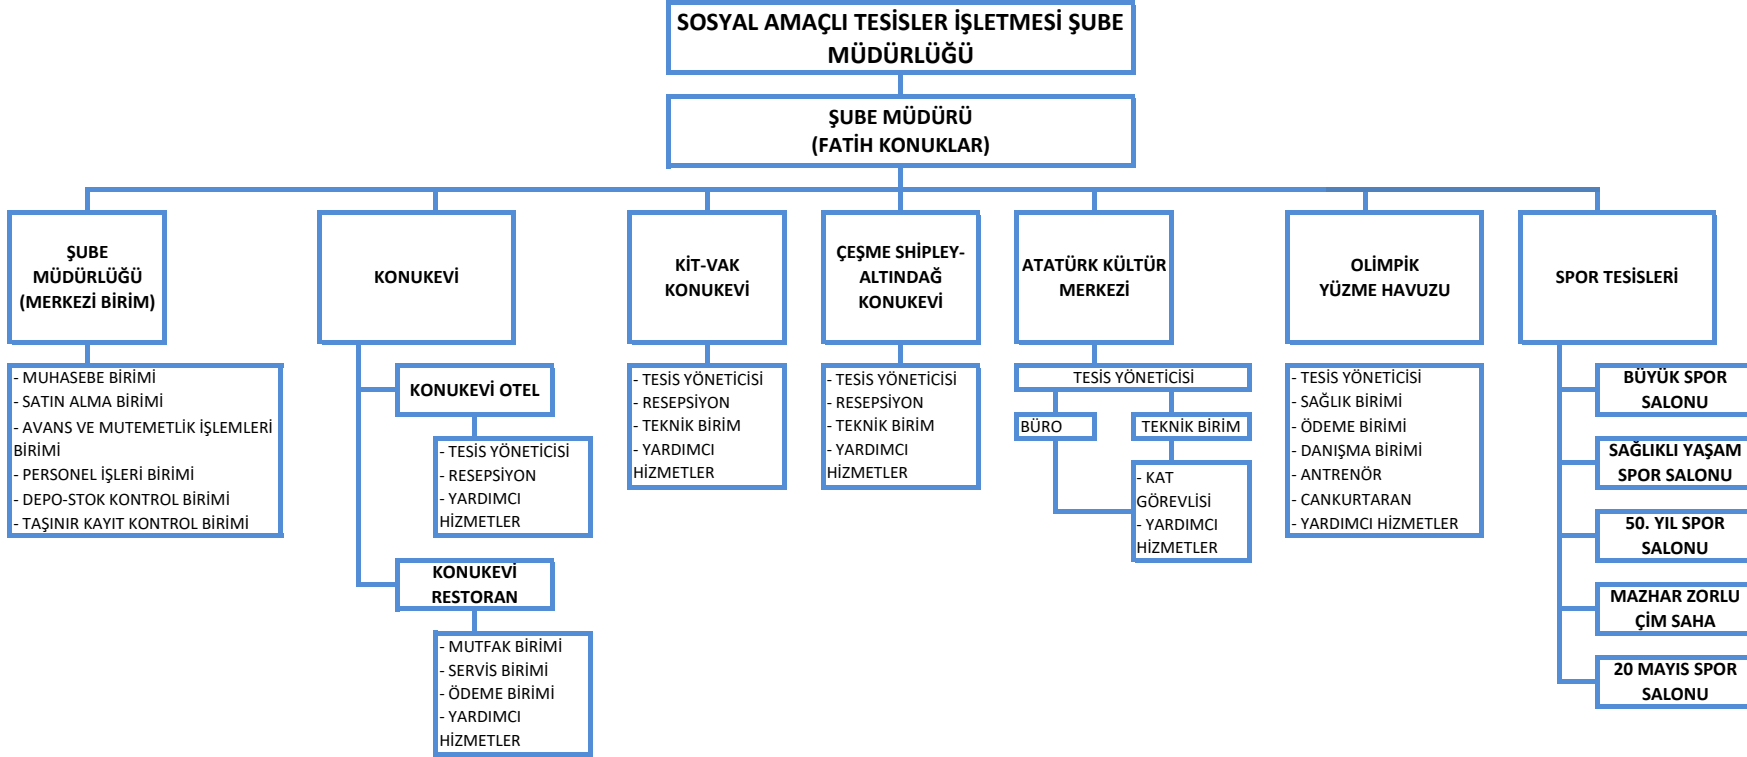 SOSYAL AMAÇLI TESİSLER İŞLETMESİ ŞUBE
MÜDÜRLÜĞÜ
ŞUBE MÜDÜRÜ
(FATİH KONUKLAR)
ŞUBE
MÜDÜRLÜĞÜ
(MERKEZİ BİRİM)
- MUHASEBE BİRİMİ
- SATIN ALMA BİRİMİ
- AVANS VE MUTEMETLİK İŞLEMLERİ
BİRİMİ
- PERSONEL İŞLERİ BİRİMİ
- DEPO-STOK KONTROL BİRİMİ
- TAŞINIR KAYIT KONTROL BİRİMİ
KONUKEVİ
KONUKEVİ OTEL
- TESİS YÖNETİCİSİ
- RESEPSİYON
- YARDIMCI
HİZMETLER
KONUKEVİ
RESTORAN
- MUTFAK BİRİMİ
- SERVİS BİRİMİ
- ÖDEME BİRİMİ
- YARDIMCI
HİZMETLER
KİT-VAK
KONUKEVİ
- TESİS YÖNETİCİSİ
- RESEPSİYON
- TEKNİK BİRİM
- YARDIMCI
HİZMETLER
ÇEŞME SHİPLEY-
ALTINDAĞ
KONUKEVİ
- TESİS YÖNETİCİSİ
- RESEPSİYON
- TEKNİK BİRİM
- YARDIMCI
HİZMETLER
ATATÜRK KÜLTÜR
MERKEZİ
TESİS YÖNETİCİSİ
BÜRO
TEKNİK BİRİM
- KAT
GÖREVLİSİ
- YARDIMCI
HİZMETLER
OLİMPİK
YÜZME HAVUZU
- TESİS YÖNETİCİSİ
- SAĞLIK BİRİMİ
- ÖDEME BİRİMİ
- DANIŞMA BİRİMİ
- ANTRENÖR
- CANKURTARAN
- YARDIMCI HİZMETLER
SPOR TESİSLERİ
BÜYÜK SPOR
SALONU
SAĞLIKLI YAŞAM
SPOR SALONU
50. YIL SPOR
SALONU
MAZHAR ZORLU
ÇİM SAHA
20 MAYIS SPOR
SALONU